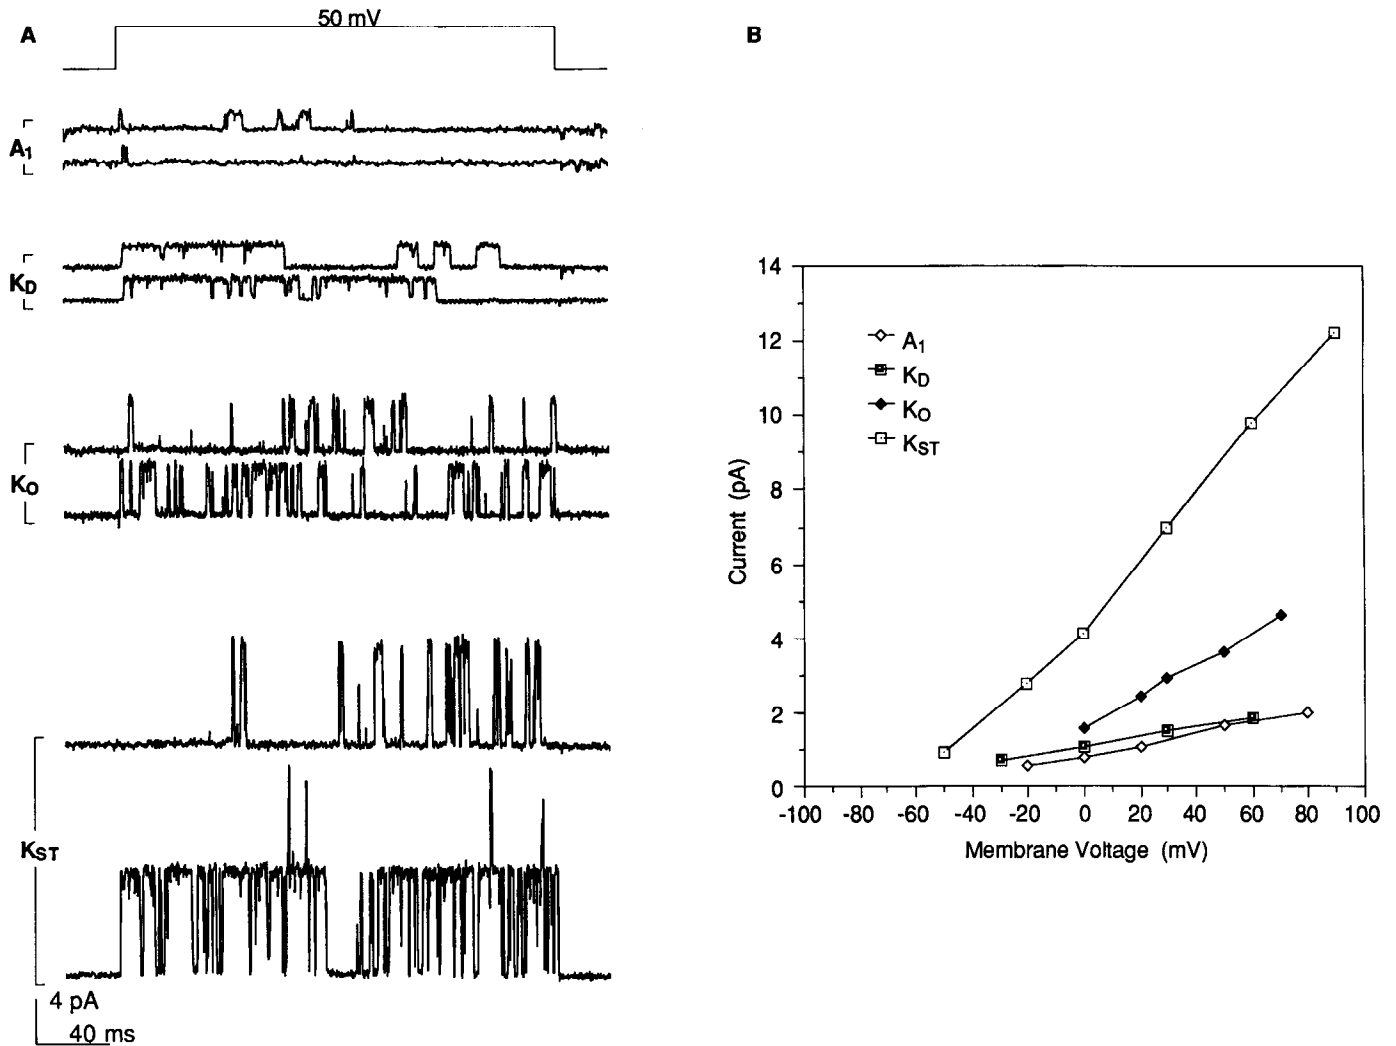 A
50 mV
A1
KD
KO
KST
4 pA
40 ms
B
14
12
10
8
6
4
2
0
Current (pA)
A1
KD
KO
KST
-100 -80 -60 -40 -20 0 20 40 60 80 100
Membrane Voltage (mV)